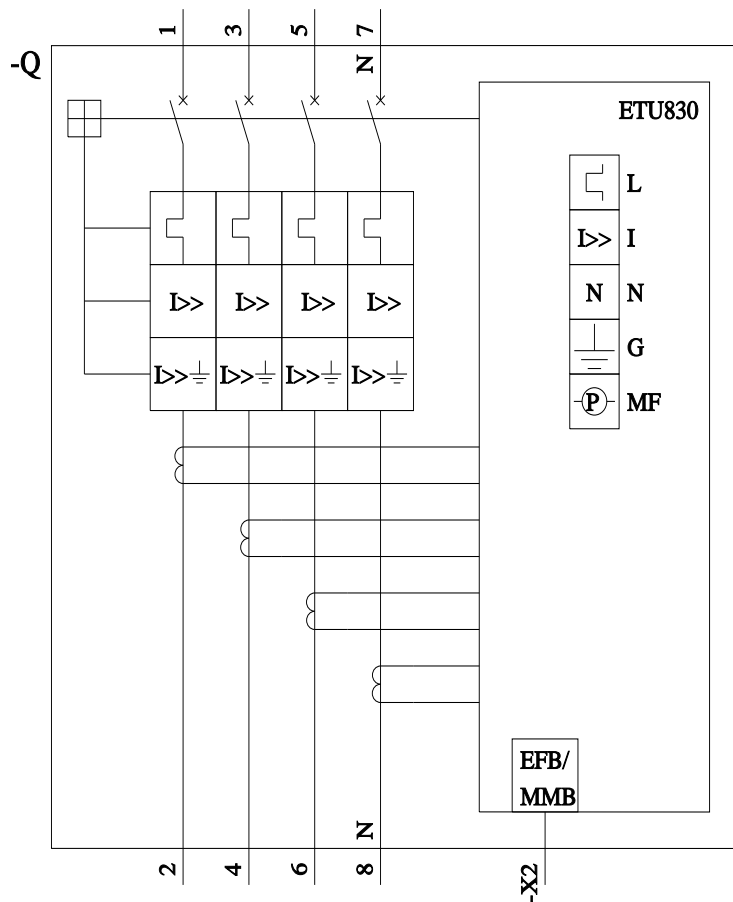 1 3 5 7
-Q
N
ETU830
L
I>> I
N N
G
P MF
I>> I>> I>> I>>
I>> I>> I>> I>>
EFB/
MMB
N
2 4 6 8
-X2